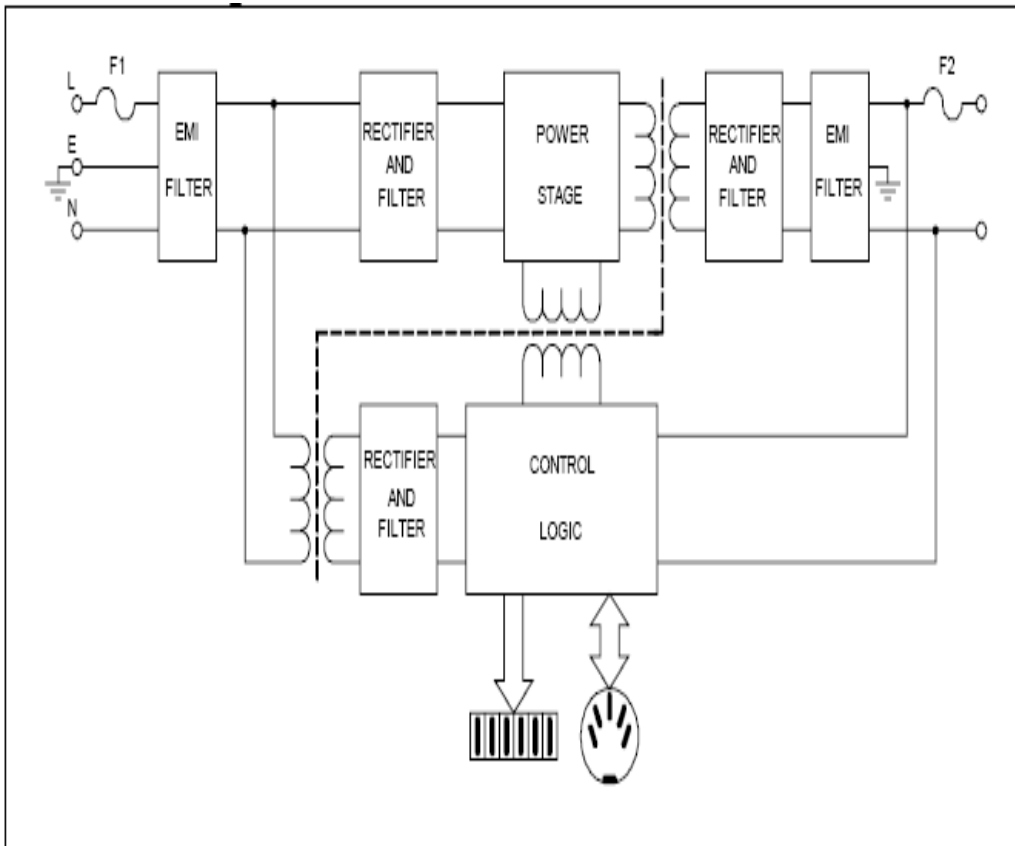 F1
F2
L
E
N
EMI
FILTER
RECTIFIER
AND
FILTER
POWER
STAGE
RECTIFIER
AND
FILTER
EMI
FILTER
RECTIFIER
AND
FILTER
CONTROL
LOGIC